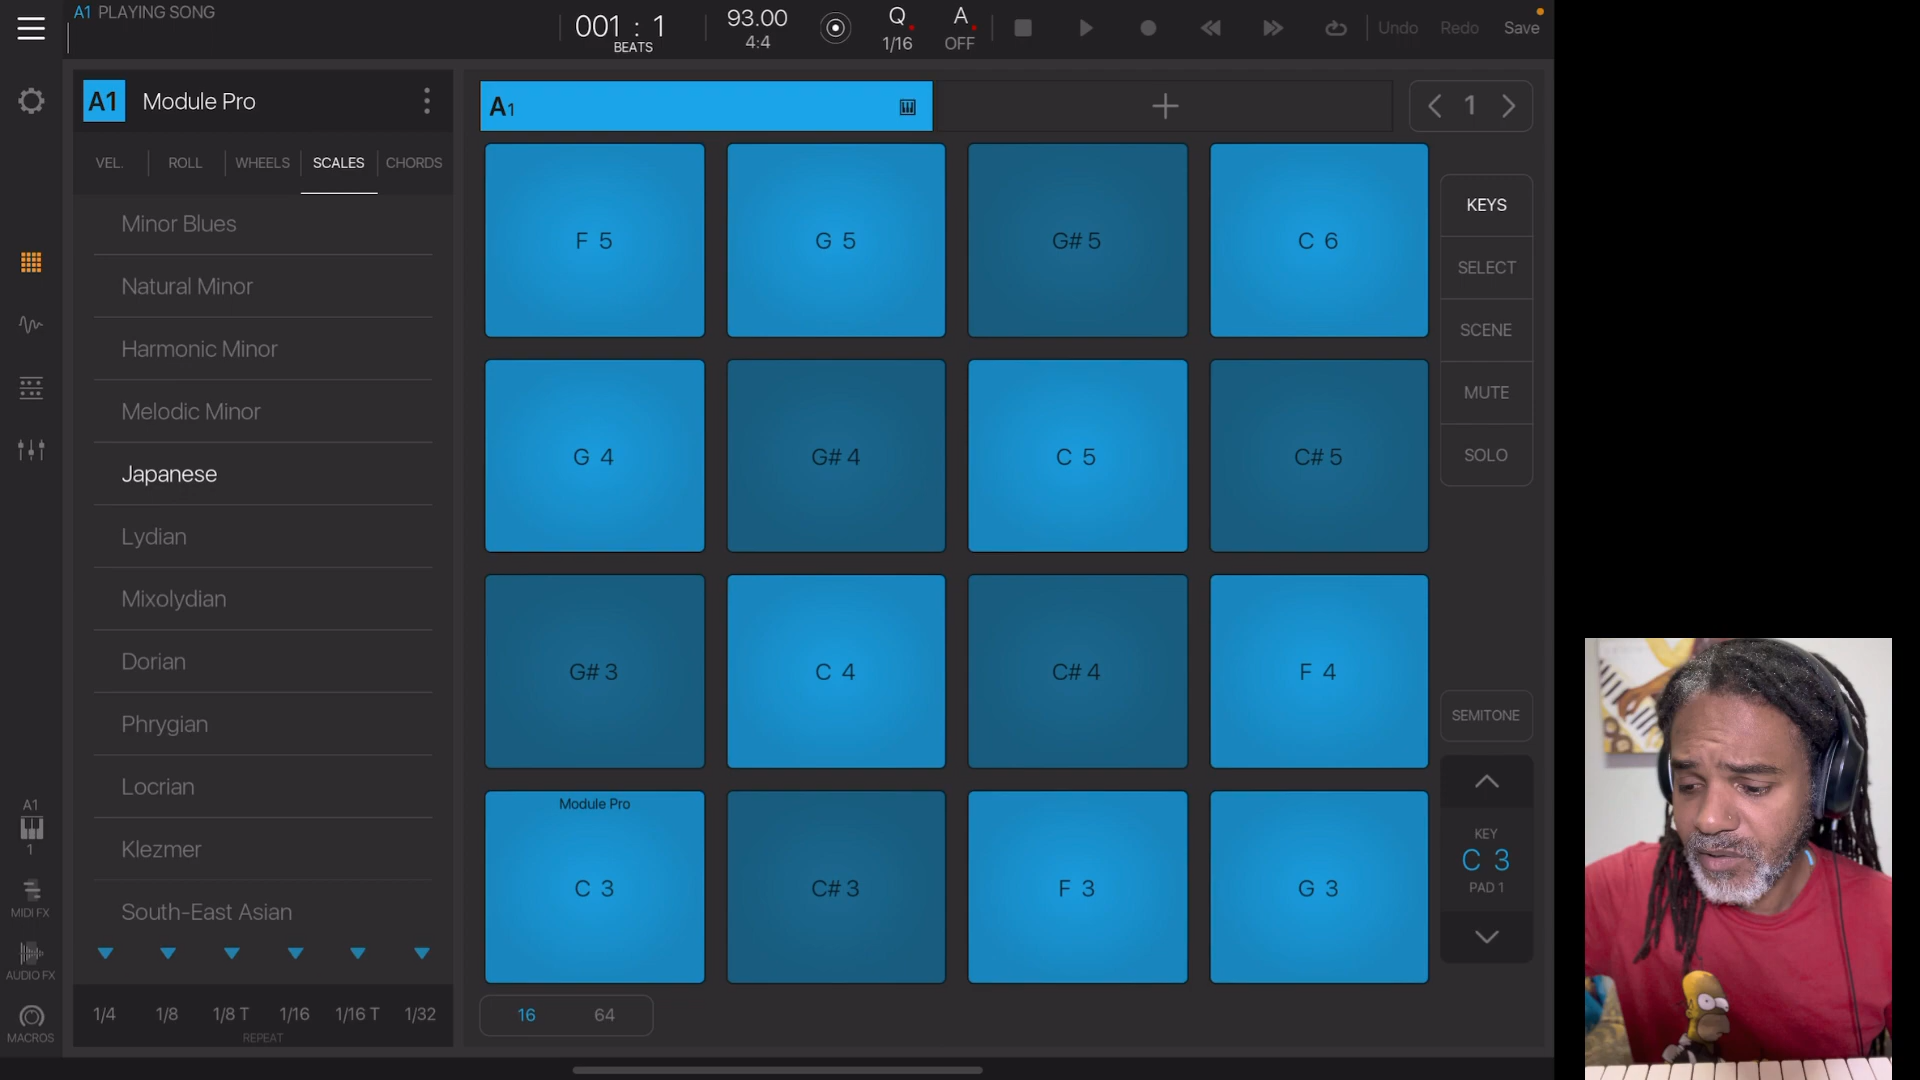 A1 PLAYING SONG
001 : 1
BEATS
93.00
4:4
Q
1/16
A
OFF
Undo
Redo
Save
A1
Module Pro
VEL.
ROLL
WHEELS
SCALES
CHORDS
Minor Blues
Natural Minor
Harmonic Minor
Melodic Minor
Japanese
Lydian
Mixolydian
Dorian
Phrygian
Locrian
Klezmer
South-East Asian
1/4
1/8
1/8 T
1/16
1/16 T
1/32
REPEAT
A1
1
MIDI FX
AUDIO FX
MACROS
A1
1
F 5
G 5
G# 5
C 6
G 4
G# 4
C 5
C# 5
G# 3
C 4
C# 4
F 4
Module Pro
C 3
C# 3
F 3
G 3
16
64
KEYS
SELECT
SCENE
MUTE
SOLO
SEMITONE
KEY
C 3
PAD 1